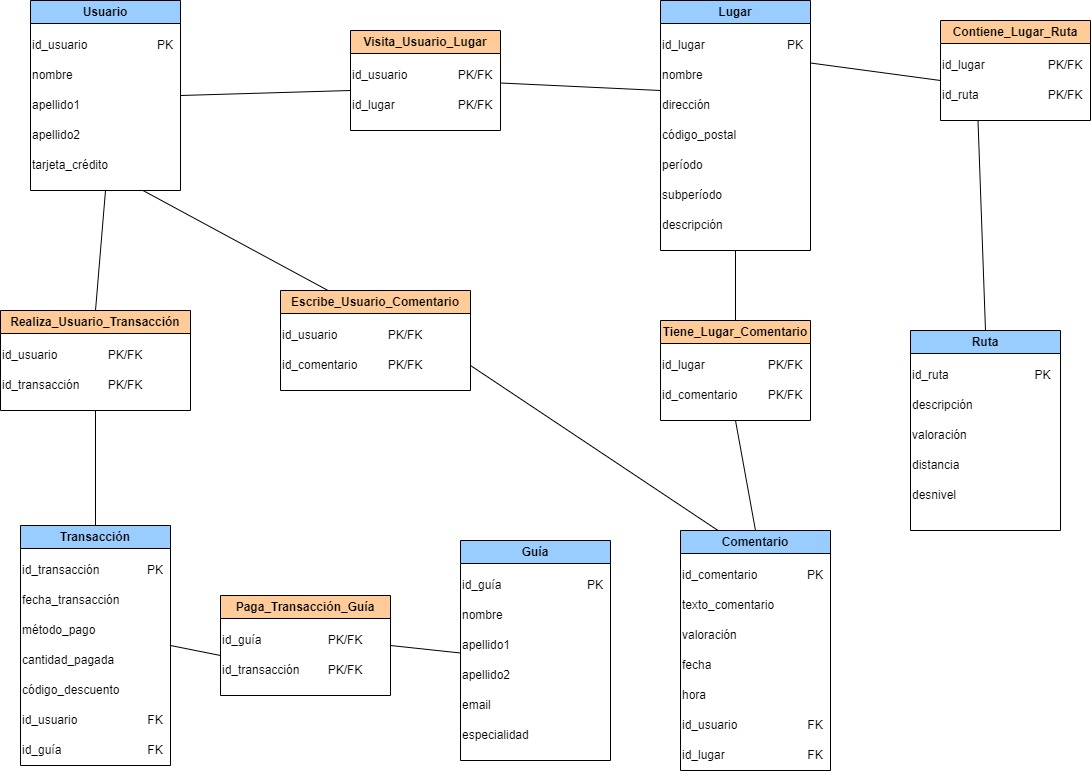 Usuario
id_usuario PK
nombre
apellido1
apellido2
tarjeta_crédito
Visita_Usuario_Lugar
id_usuario PK/FK
id_lugar PK/FK
Lugar
id_lugar PK
nombre
dirección
código_postal
período
subperíodo
descripción
Contiene_Lugar_Ruta
id_lugar PK/FK
id_ruta PK/FK
Realiza_Usuario_Transacción
id_usuario PK/FK
id_transacción PK/FK
Escribe_Usuario_Comentario
id_usuario PK/FK
id_comentario PK/FK
Tiene_Lugar_Comentario
id_lugar PK/FK
id_comentario PK/FK
Ruta
id_ruta PK
descripción
valoración
distancia
desnivel
Transacción
id_transacción PK
fecha_transacción
método_pago
cantidad_pagada
código_descuento
id_usuario FK
id_guía FK
Paga_Transacción_Guía
id_guía PK/FK
id_transacción PK/FK
Guía
id_guía PK
nombre
apellido1
apellido2
email
especialidad
Comentario
id_comentario PK
texto_comentario
valoración
fecha
hora
id_usuario FK
id_lugar FK